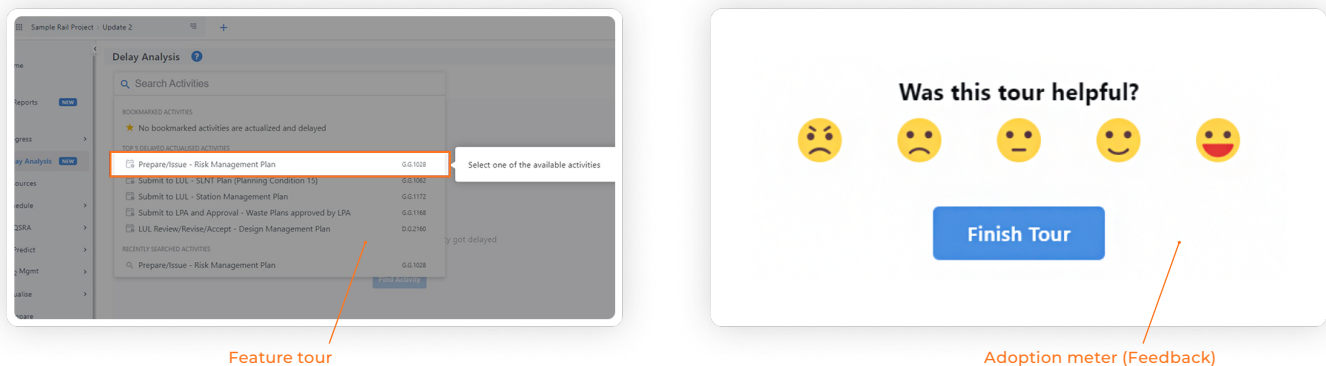 Sample Rail Project Update 2
Delay Analysis ?
Search Activities
Reports NEW
BOOKMARKED ACTIVITIES
No bookmarked activities are actualized and delayed
TOP 5 DELAYED ACTUALISED ACTIVITIES
Delay Analysis NEW
Prepare/Issue - Risk Management Plan G.G.1028
Select one of the available activities
Submit to LUL - SLNT Plan (Planning Condition 15) G.G.1062
Submit to LUL - Station Management Plan G.G.1172
Submit to LPA and Approval - Waste Plans approved by LPA G.G.1168
LUL Review/Revise/Accept - Design Management Plan D.G.2160
QSRA
got delayed
Predict
RECENTLY SEARCHED ACTIVITIES
Prepare/Issue - Risk Management Plan G.G.1028
Mgmt
Find Activity
Feature tour
Was this tour helpful?
Finish Tour
Adoption meter (Feedback)